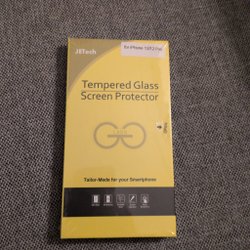 JETech
for iPhone 12/12 Pro
Tempered Glass
Screen Protector
Tailor-Made for your Smartphone